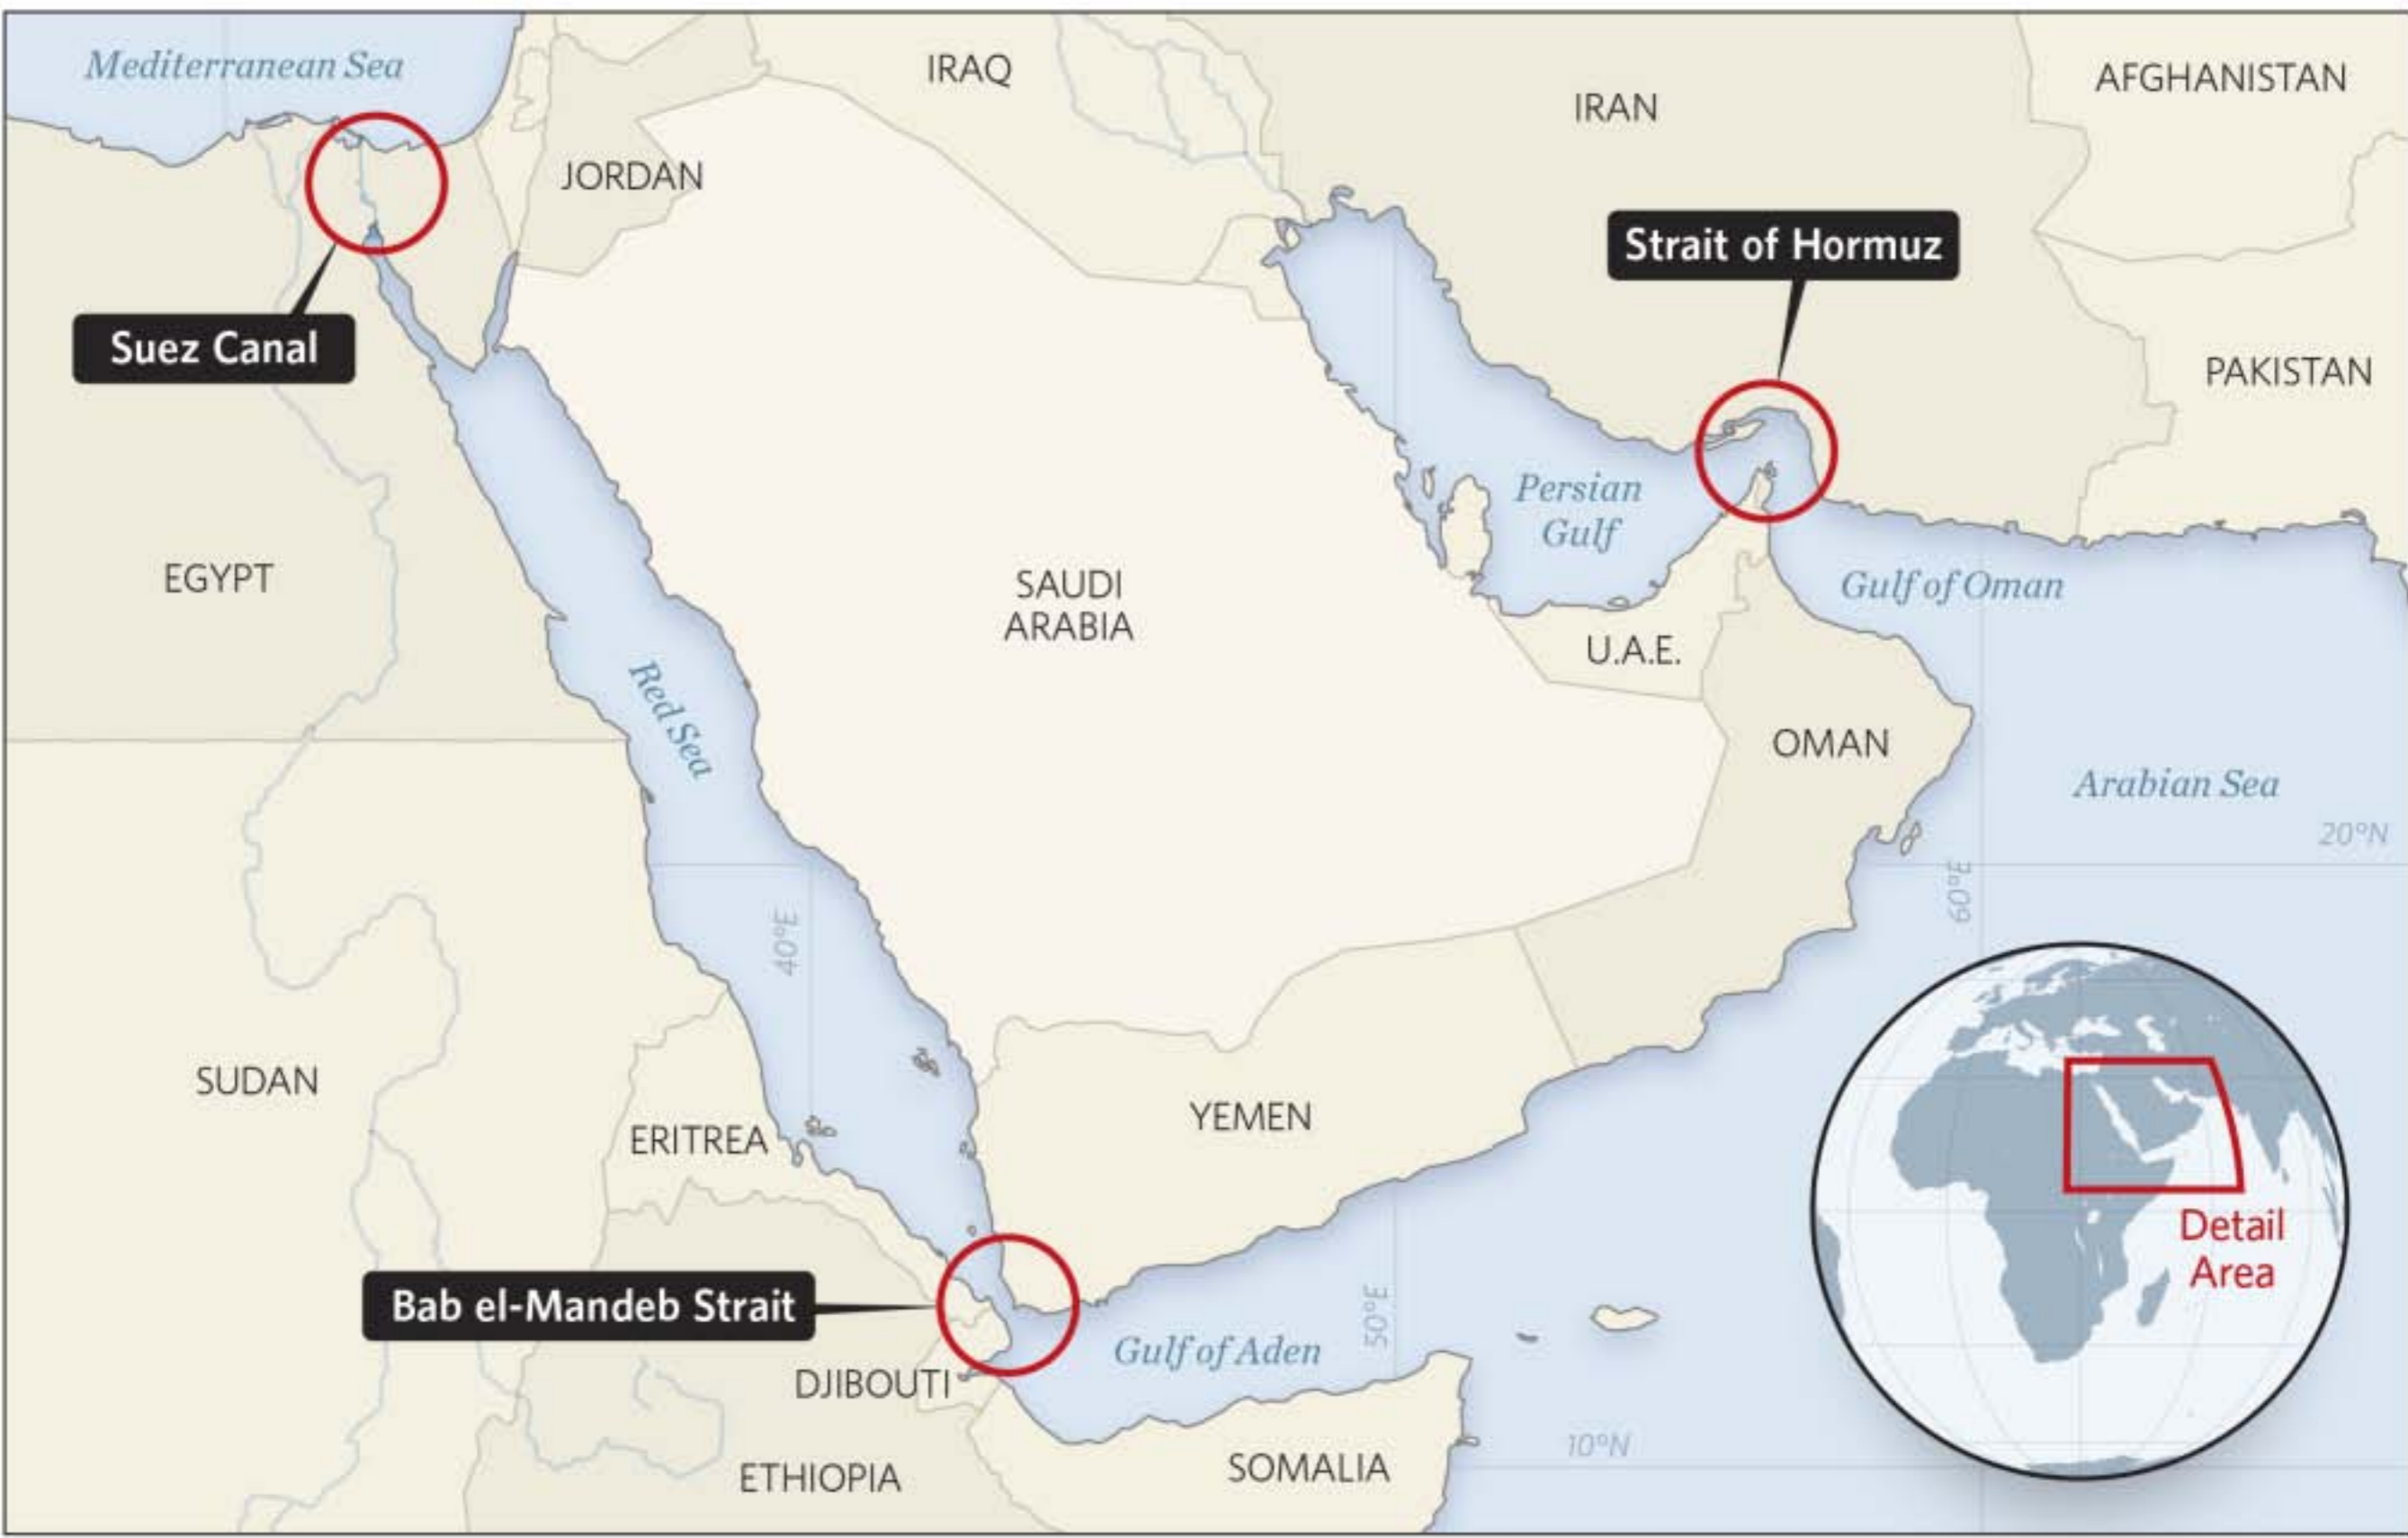 Mediterranean Sea
IRAQ
IRAN
AFGHANISTAN
JORDAN
Strait of Hormuz
Suez Canal
PAKISTAN
Persian
Gulf
EGYPT
SAUDI
ARABIA
Gulf of Oman
U.A.E.
Red Sea
OMAN
Arabian Sea
20°N
60°E
40°E
SUDAN
YEMEN
ERITREA
Detail
Area
Bab el-Mandeb Strait
50°E
Gulf of Aden
DJIBOUTI
10°N
SOMALIA
ETHIOPIA